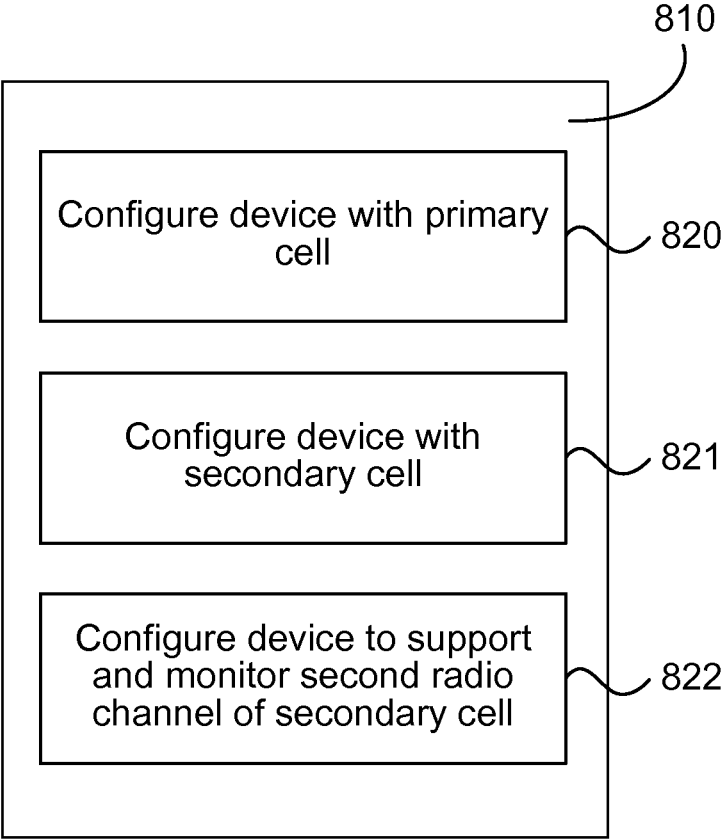 810
Configure device with primary
cell
820
Configure device with
secondary cell
821
Configure device to support
and monitor second radio
channel of secondary cell
822